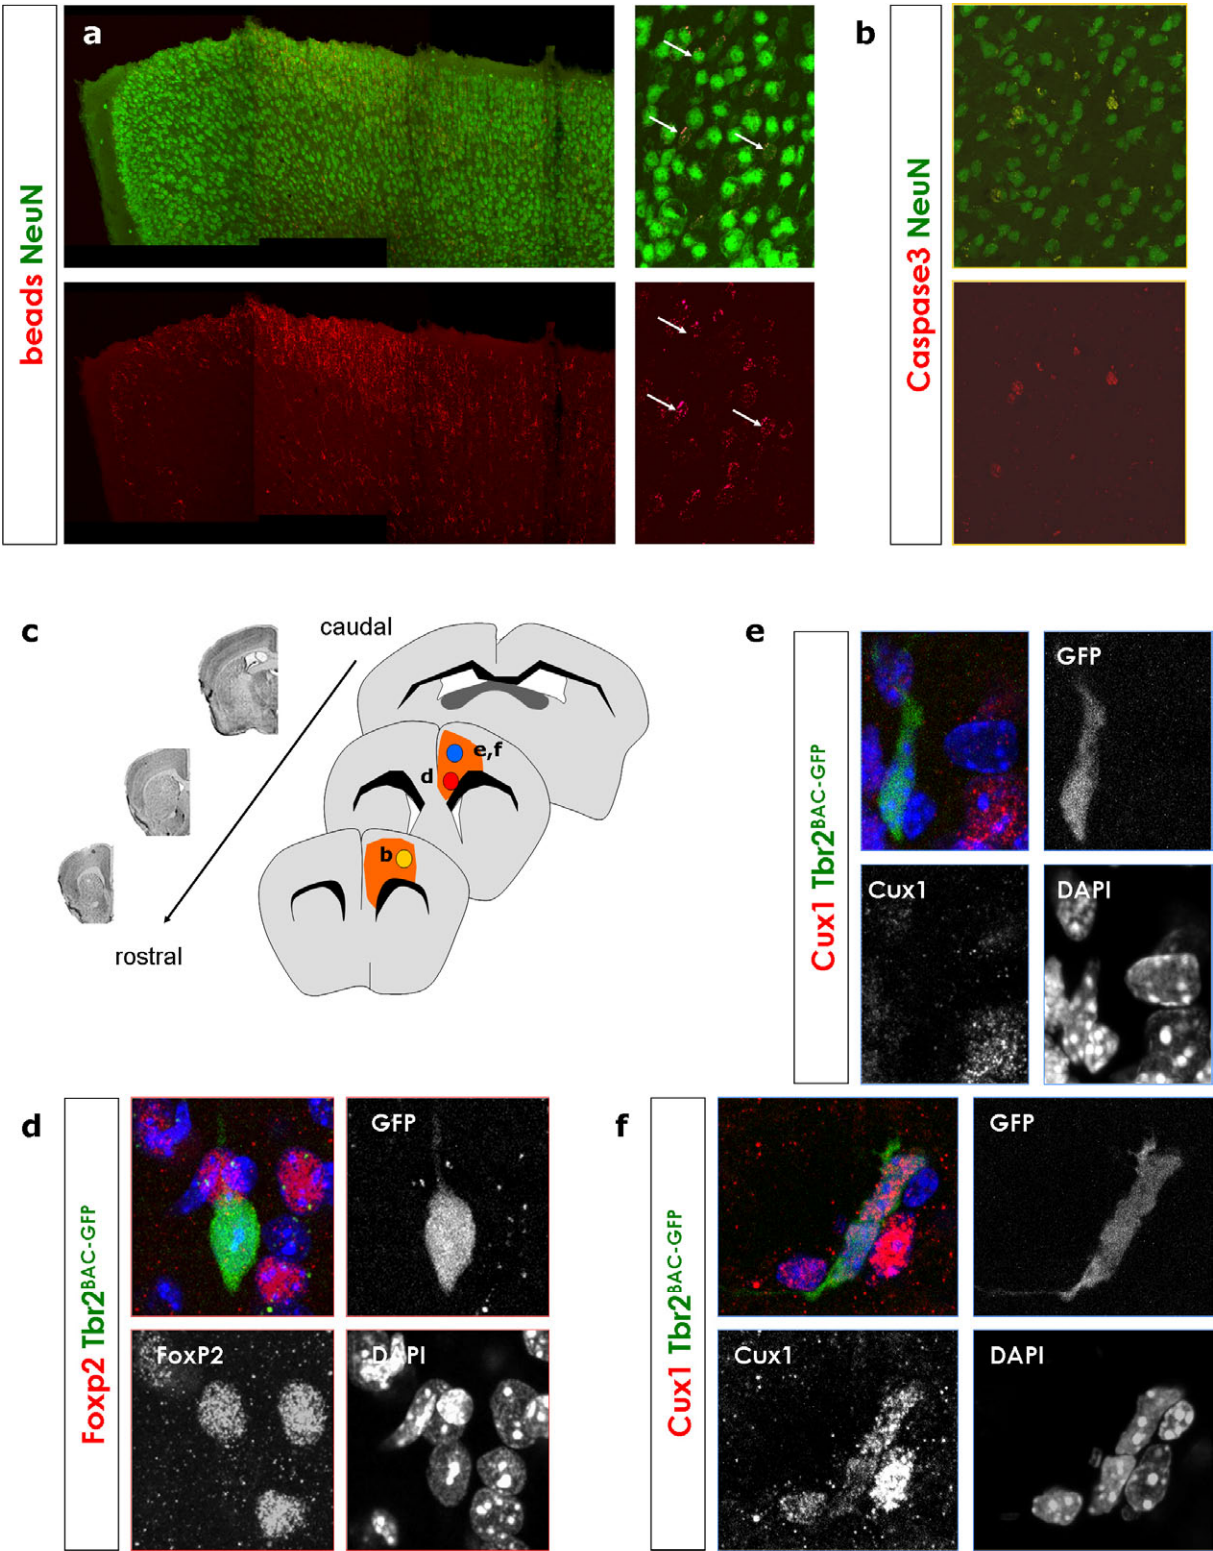 a
beads NeuN
b
Caspase3 NeuN
c
caudal
rostral
e,f
d
b
e
Cux1 Tbr2BAC-GFP
GFP
Cux1
DAPI
d
Foxp2 Tbr2BAC-GFP
GFP
FoxP2
DAPI
f
Cux1 Tbr2BAC-GFP
GFP
Cux1
DAPI